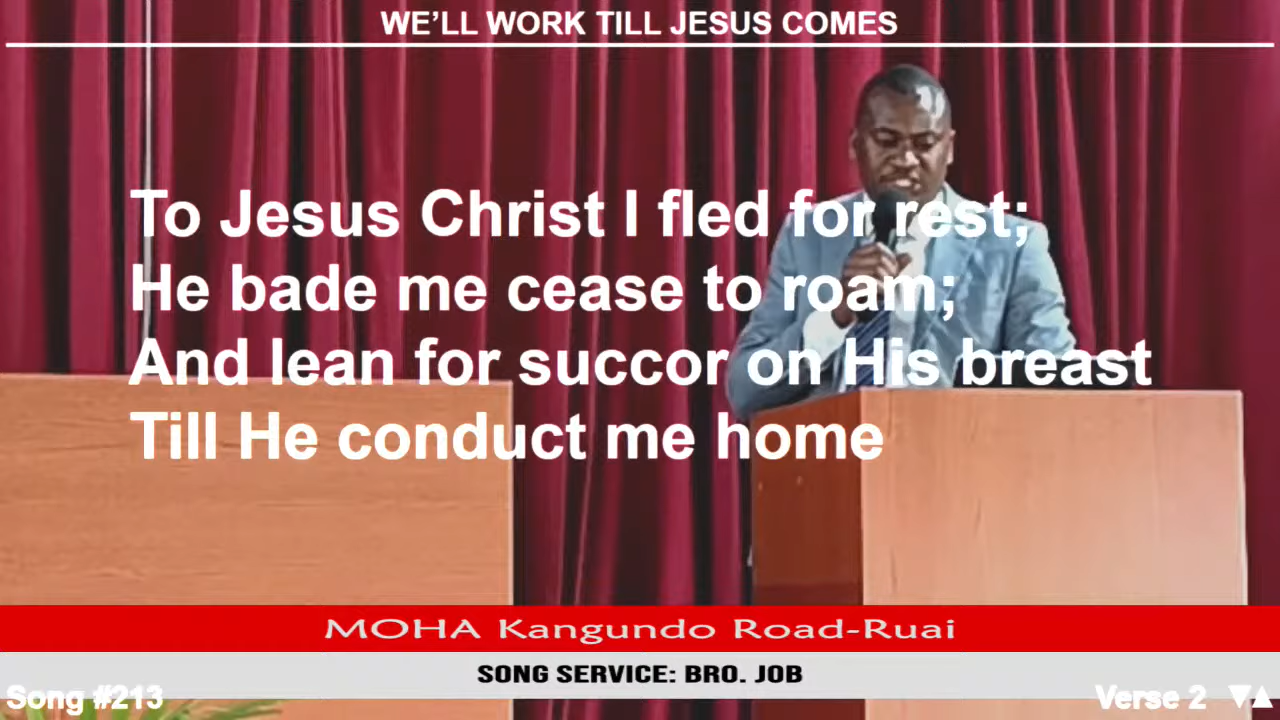 WE’LL WORK TILL JESUS COMES
To Jesus Christ I fled for rest;
He bade me cease to roam;
And lean for succor on His breast
Till He conduct me home
MOHA Kangundo Road-Ruai
SONG SERVICE: BRO. JOB
Song #213
Verse 2 ▼▲